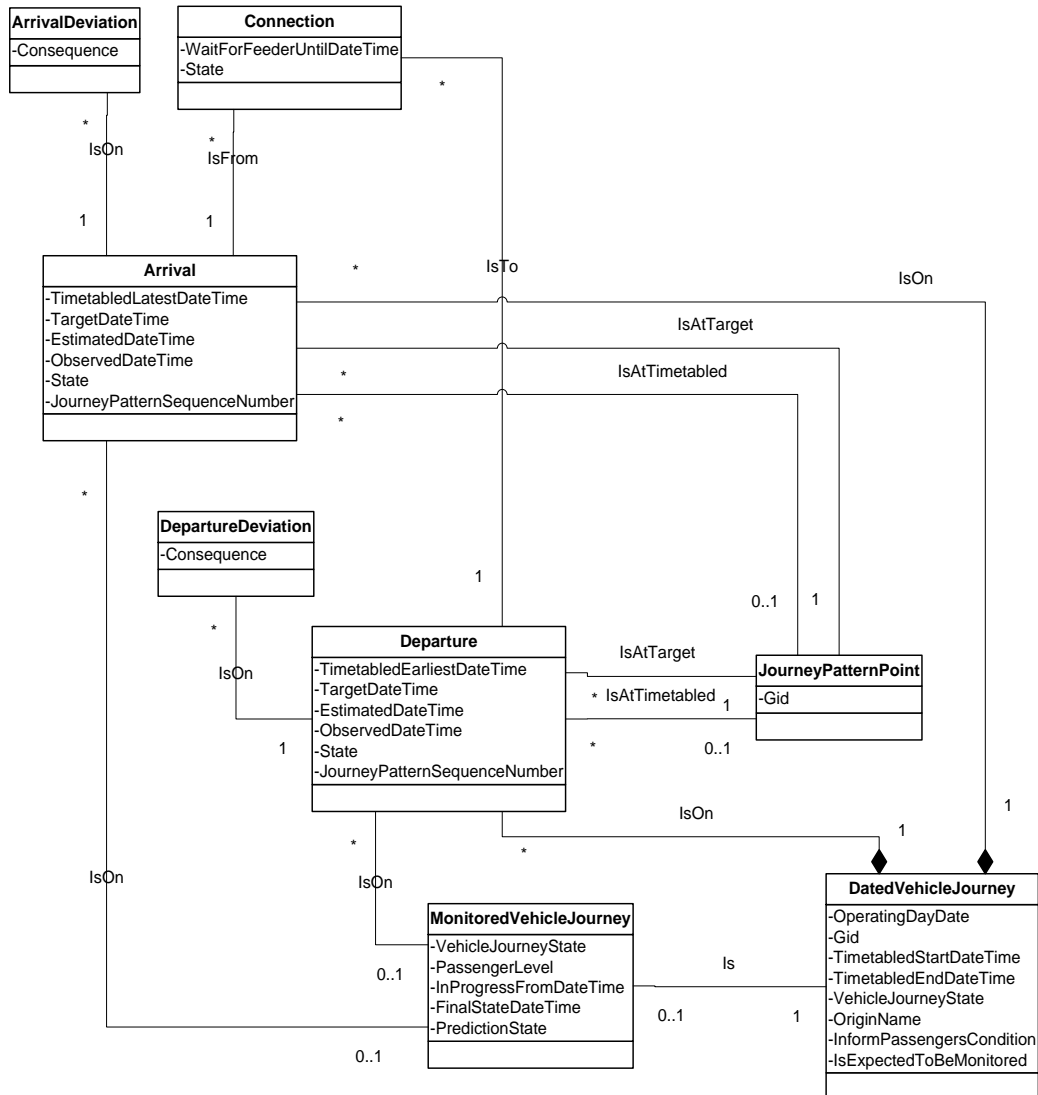 ArrivalDeviation
-Consequence
Connection
-WaitForFeederUntilDateTime
-State
*
*
*
IsOn
IsFrom
1
1
IsTo
Arrival
-TimetabledLatestDateTime
-TargetDateTime
-EstimatedDateTime
-ObservedDateTime
-State
-JourneyPatternSequenceNumber
*
IsOn
IsAtTarget
*
IsAtTimetabled
*
*
DepartureDeviation
-Consequence
*
IsOn
1
1
0..1
1
Departure
-TimetabledEarliestDateTime
-TargetDateTime
-EstimatedDateTime
-ObservedDateTime
-State
-JourneyPatternSequenceNumber
IsAtTarget
*
IsAtTimetabled
1
*
0..1
JourneyPatternPoint
-Gid
IsOn
*
*
1
1
IsOn
IsOn
MonitoredVehicleJourney
-VehicleJourneyState
-PassengerLevel
-InProgressFromDateTime
-FinalStateDateTime
-PredictionState
0..1
0..1
Is
0..1
1
DatedVehicleJourney
-OperatingDayDate
-Gid
-TimetabledStartDateTime
-TimetabledEndDateTime
-VehicleJourneyState
-OriginName
-InformPassengersCondition
-IsExpectedToBeMonitored